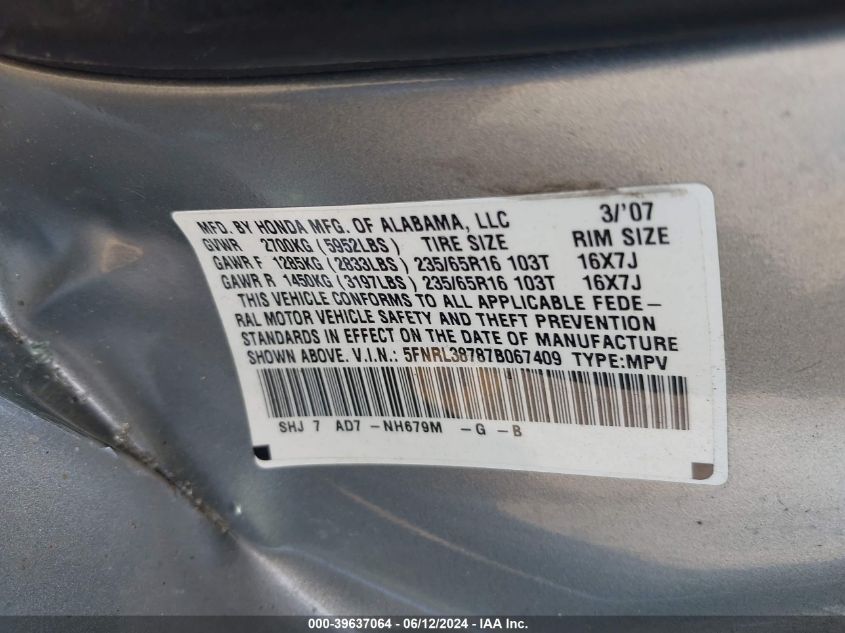 MFD. BY HONDA MFG. OF ALABAMA, LLC 3/'07
GVWR 2700KG (5952LBS) TIRE SIZE RIM SIZE
GAWR F 1285KG (2833LBS) 235/65R16 103T 16X7J
GAWR R 1450KG (3197LBS) 235/65R16 103T 16X7J
THIS VEHICLE CONFORMS TO ALL APPLICABLE FEDE-
RAL MOTOR VEHICLE SAFETY AND THEFT PREVENTION
STANDARDS IN EFFECT ON THE DATE OF MANUFACTURE
SHOWN ABOVE. V.I.N.: 5FNRL38787B067409 TYPE:MPV
SHJ 7 AD7 -NH679M -G -B
000-39637064 - 06/12/2024 - IAAI.com